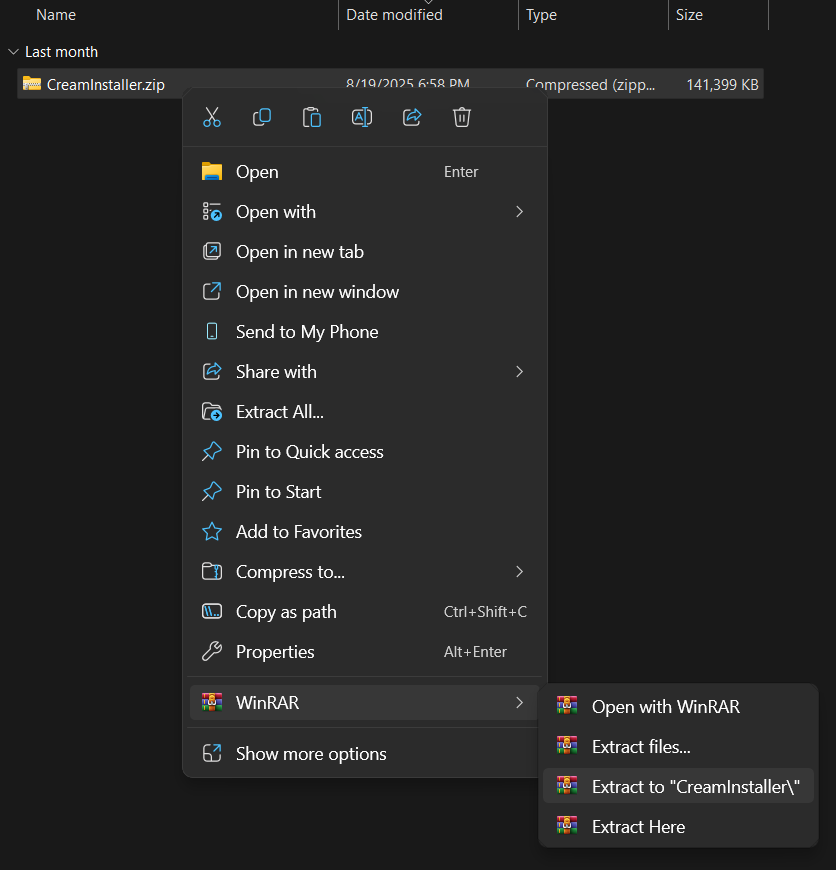 Name Date modified Type Size
Last month
CreamInstaller.zip 8/19/2025 6:58 PM Compressed (zipp... 141,399 KB
Open Enter
Open with
Open in new tab
Open in new window
Send to My Phone
Share with
Extract All...
Pin to Quick access
Pin to Start
Add to Favorites
Compress to...
Copy as path Ctrl+Shift+C
Properties Alt+Enter
WinRAR
Show more options
Open with WinRAR
Extract files...
Extract to "CreamInstaller\"
Extract Here